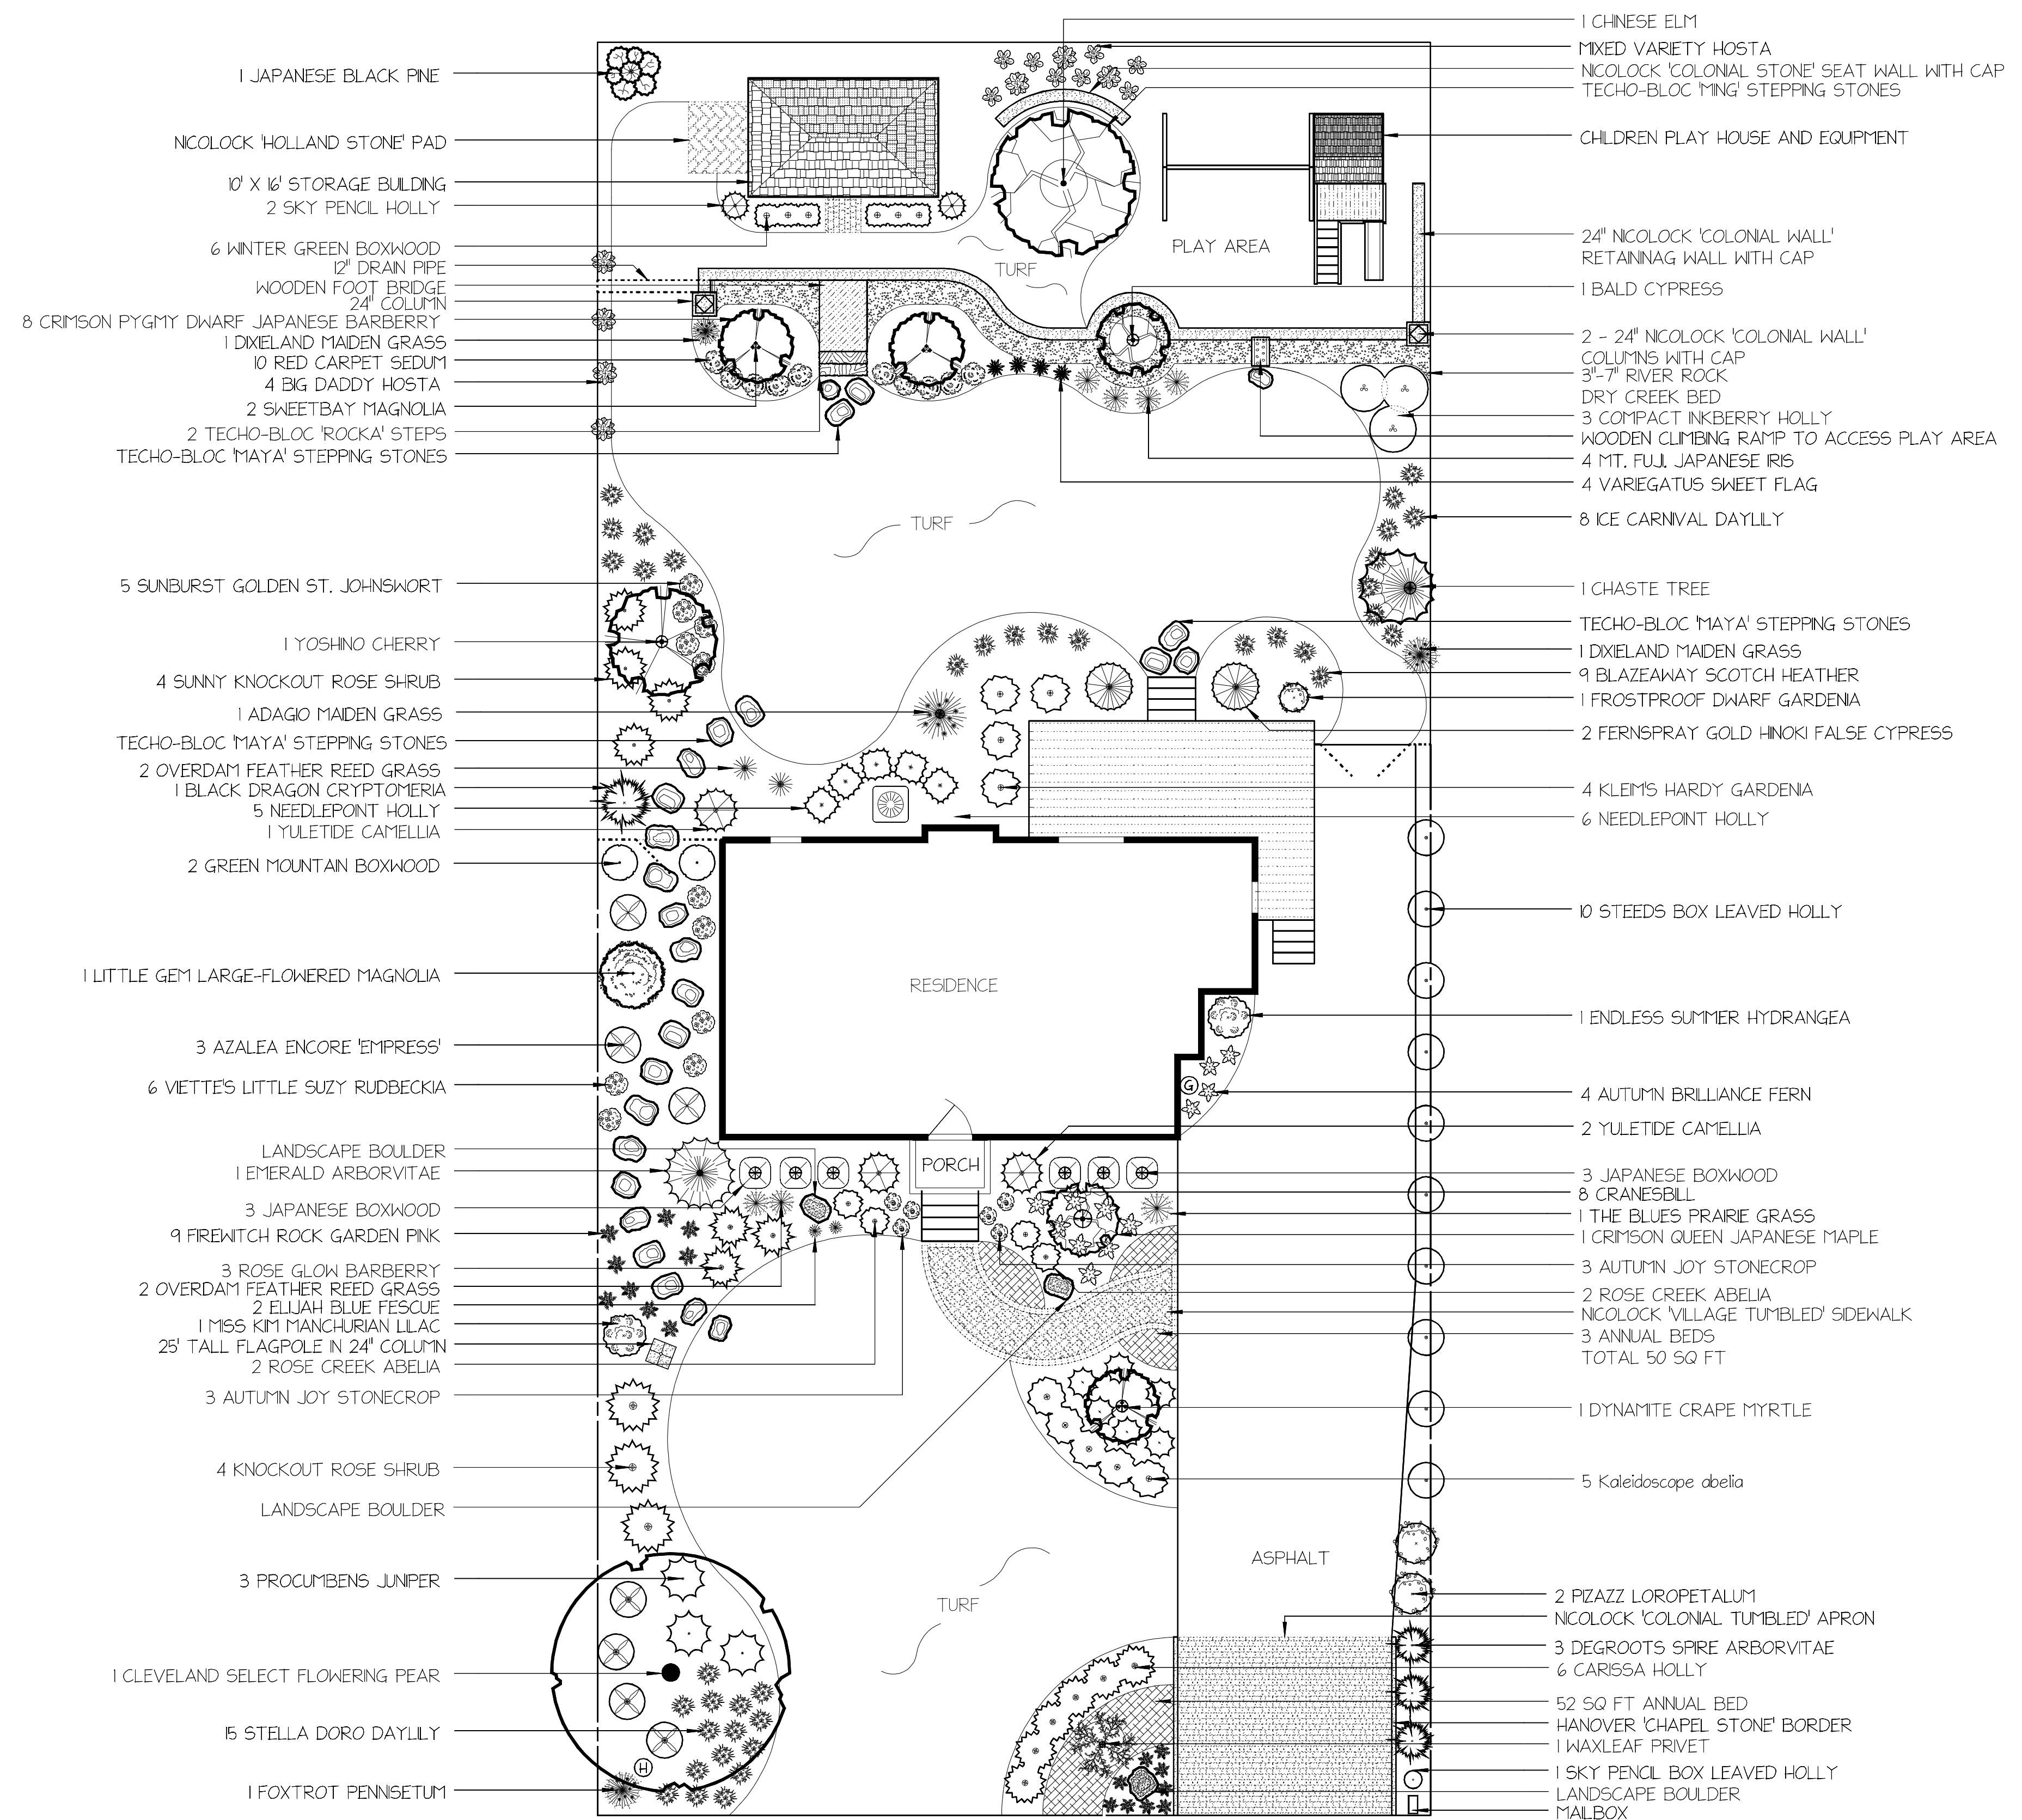 1 JAPANESE BLACK PINE
NICOLOCK 'HOLLAND STONE' PAD
10' X 16' STORAGE BUILDING
2 SKY PENCIL HOLLY
6 WINTER GREEN BOXWOOD
12" DRAIN PIPE
WOODEN FOOT BRIDGE
24" COLUMN
8 CRIMSON PYGMY DWARF JAPANESE BARBERRY
1 DIXIELAND MAIDEN GRASS
10 RED CARPET SEDUM
4 BIG DADDY HOSTA
2 SWEETBAY MAGNOLIA
2 TECHO-BLOC 'ROCKA' STEPS
TECHO-BLOC 'MAYA' STEPPING STONES
5 SUNBURST GOLDEN ST. JOHNSWORT
1 YOSHINO CHERRY
4 SUNNY KNOCKOUT ROSE SHRUB
1 ADAGIO MAIDEN GRASS
TECHO-BLOC 'MAYA' STEPPING STONES
2 OVERDAM FEATHER REED GRASS
1 BLACK DRAGON CRYPTOMERIA
5 NEEDLEPOINT HOLLY
1 YULETIDE CAMELLIA
2 GREEN MOUNTAIN BOXWOOD
1 LITTLE GEM LARGE-FLOWERED MAGNOLIA
3 AZALEA ENCORE 'EMPRESS'
6 VIETTE'S LITTLE SUZY RUDBECKIA
LANDSCAPE BOULDER
1 EMERALD ARBORVITAE
3 JAPANESE BOXWOOD
9 FIREWITCH ROCK GARDEN PINK
3 ROSE GLOW BARBERRY
2 OVERDAM FEATHER REED GRASS
2 ELIJAH BLUE FESCUE
1 MISS KIM MANCHURIAN LILAC
25' TALL FLAGPOLE IN 24" COLUMN
2 ROSE CREEK ABELIA
3 AUTUMN JOY STONECROP
4 KNOCKOUT ROSE SHRUB
LANDSCAPE BOULDER
3 PROCUMBENS JUNIPER
1 CLEVELAND SELECT FLOWERING PEAR
15 STELLA DORO DAYLILY
1 FOXTROT PENNISETUM
PLAY AREA
TURF
TURF
RESIDENCE
G
PORCH
ASPHALT
TURF
H
1 CHINESE ELM
MIXED VARIETY HOSTA
NICOLOCK 'COLONIAL STONE' SEAT WALL WITH CAP
TECHO-BLOC 'MING' STEPPING STONES
CHILDREN PLAY HOUSE AND EQUIPMENT
24" NICOLOCK 'COLONIAL WALL'
RETAININAG WALL WITH CAP
1 BALD CYPRESS
2 - 24" NICOLOCK 'COLONIAL WALL'
COLUMNS WITH CAP
3"-7" RIVER ROCK
DRY CREEK BED
3 COMPACT INKBERRY HOLLY
WOODEN CLIMBING RAMP TO ACCESS PLAY AREA
4 MT. FUJI. JAPANESE IRIS
4 VARIEGATUS SWEET FLAG
8 ICE CARNIVAL DAYLILY
1 CHASTE TREE
TECHO-BLOC 'MAYA' STEPPING STONES
1 DIXIELAND MAIDEN GRASS
9 BLAZEAWAY SCOTCH HEATHER
1 FROSTPROOF DWARF GARDENIA
2 FERNSPRAY GOLD HINOKI FALSE CYPRESS
4 KLEIM'S HARDY GARDENIA
6 NEEDLEPOINT HOLLY
10 STEEDS BOX LEAVED HOLLY
1 ENDLESS SUMMER HYDRANGEA
4 AUTUMN BRILLIANCE FERN
2 YULETIDE CAMELLIA
3 JAPANESE BOXWOOD
8 CRANESBILL
1 THE BLUES PRAIRIE GRASS
1 CRIMSON QUEEN JAPANESE MAPLE
3 AUTUMN JOY STONECROP
2 ROSE CREEK ABELIA
NICOLOCK 'VILLAGE TUMBLED' SIDEWALK
3 ANNUAL BEDS
TOTAL 50 SQ FT
1 DYNAMITE CRAPE MYRTLE
5 Kaleidoscope abelia
2 PIZAZZ LOROPETALUM
NICOLOCK 'COLONIAL TUMBLED' APRON
3 DEGROOTS SPIRE ARBORVITAE
6 CARISSA HOLLY
52 SQ FT ANNUAL BED
HANOVER 'CHAPEL STONE' BORDER
1 WAXLEAF PRIVET
1 SKY PENCIL BOX LEAVED HOLLY
LANDSCAPE BOULDER
MAILBOX